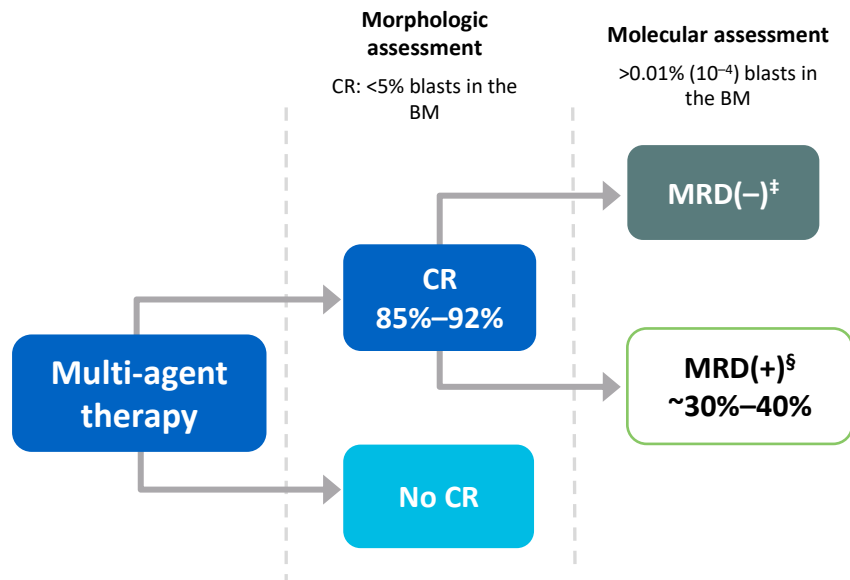 Morphologic
assessment
CR: <5% blasts in the
BM
Molecular assessment
>0.01% (10⁻⁴) blasts in
the BM
MRD(–)‡
CR
85%–92%
MRD(+)§
~30%–40%
Multi-agent
therapy
No CR